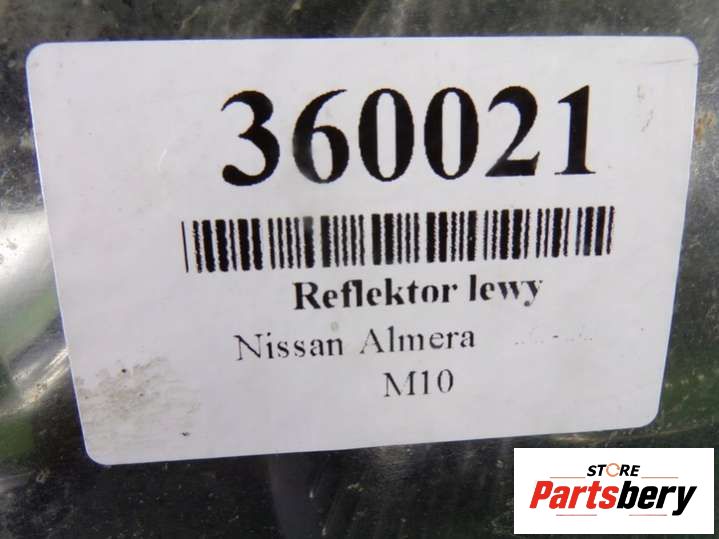 360021
Reflektor lewy
Nissan Almera
M10
STORE
Partsbery